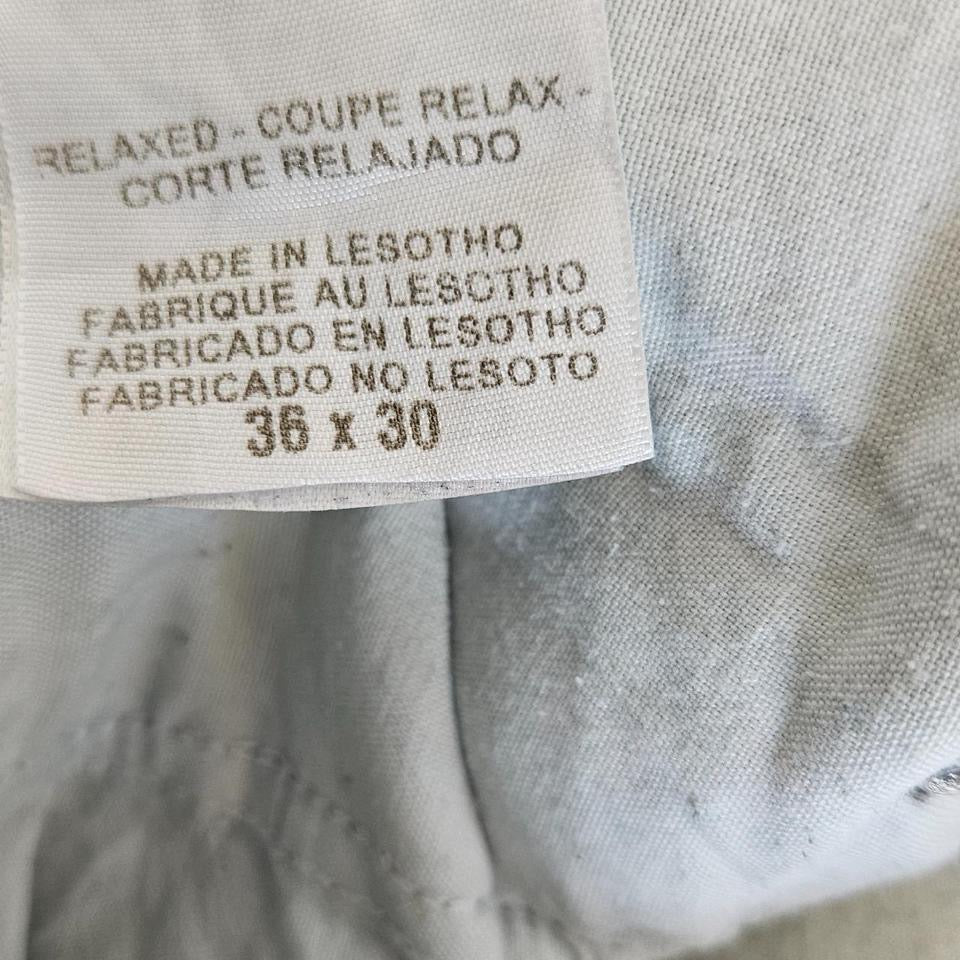 RELAXED - COUPE RELAX -
CORTE RELAJADO
MADE IN LESOTHO
FABRIQUE AU LESOTHO
FABRICADO EN LESOTHO
FABRICADO NO LESOTO
36 x 30